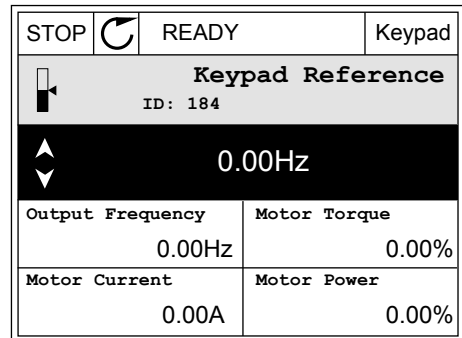 STOP READY Keypad
Keypad Reference
ID: 184
0.00Hz
Output Frequency Motor Torque
0.00Hz 0.00%
Motor Current Motor Power
0.00A 0.00%